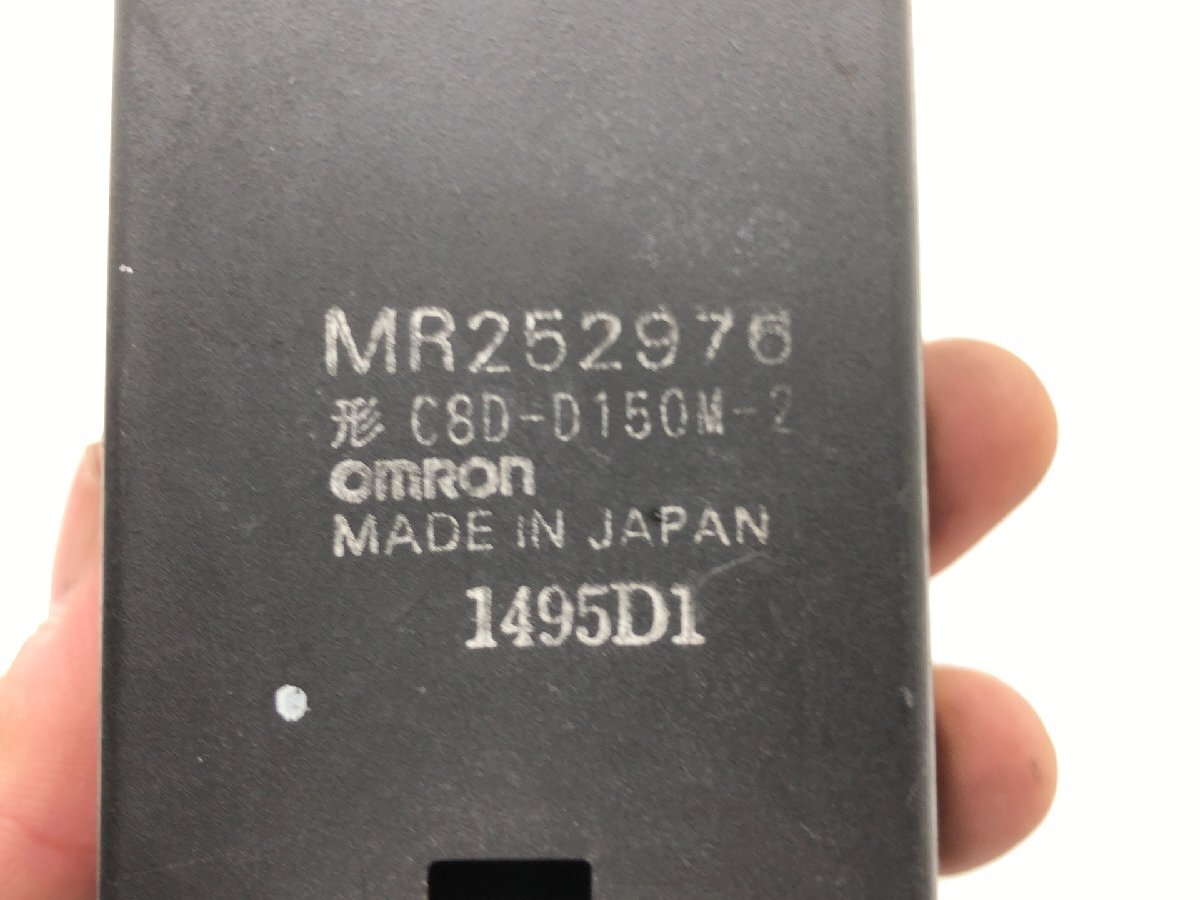 MR252976
形 C8D-D150M-2
omron
MADE IN JAPAN
1495D1